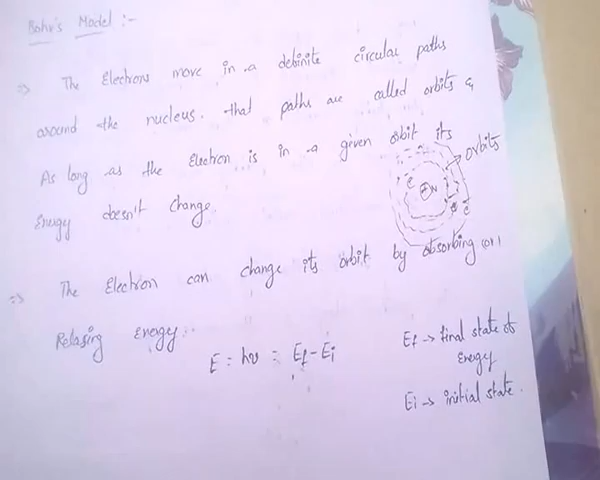 Bohr's Model :-
⇒ The Electrons move in a definite circular paths
around the nucleus. that paths are called orbits &
As long as the Electron is in a given orbit its
Energy doesn't change.
orbits
e
+ N
e
e
⇒ The Electron can change its orbit by absorbing (or)
Relasing energy:-
E = hν = Ef - Ei
Ef → final state of
Energy
Ei → initial state.